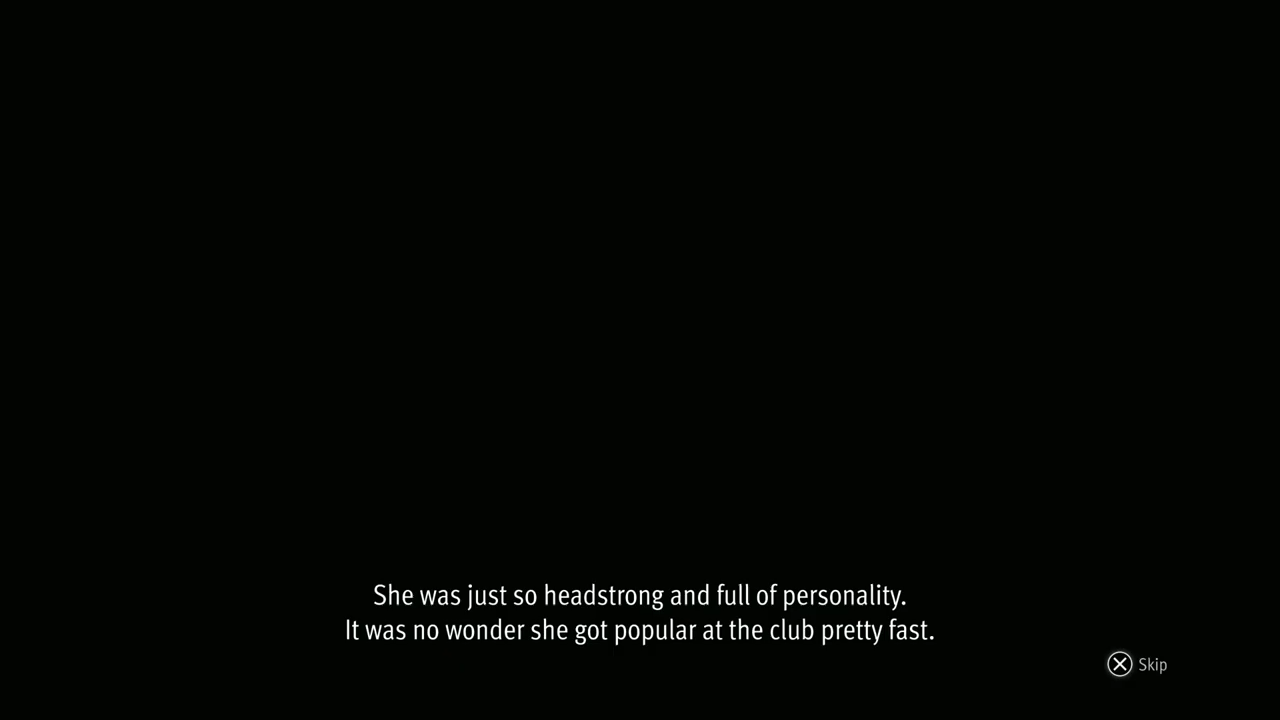 She was just so headstrong and full of personality.
It was no wonder she got popular at the club pretty fast.
Skip